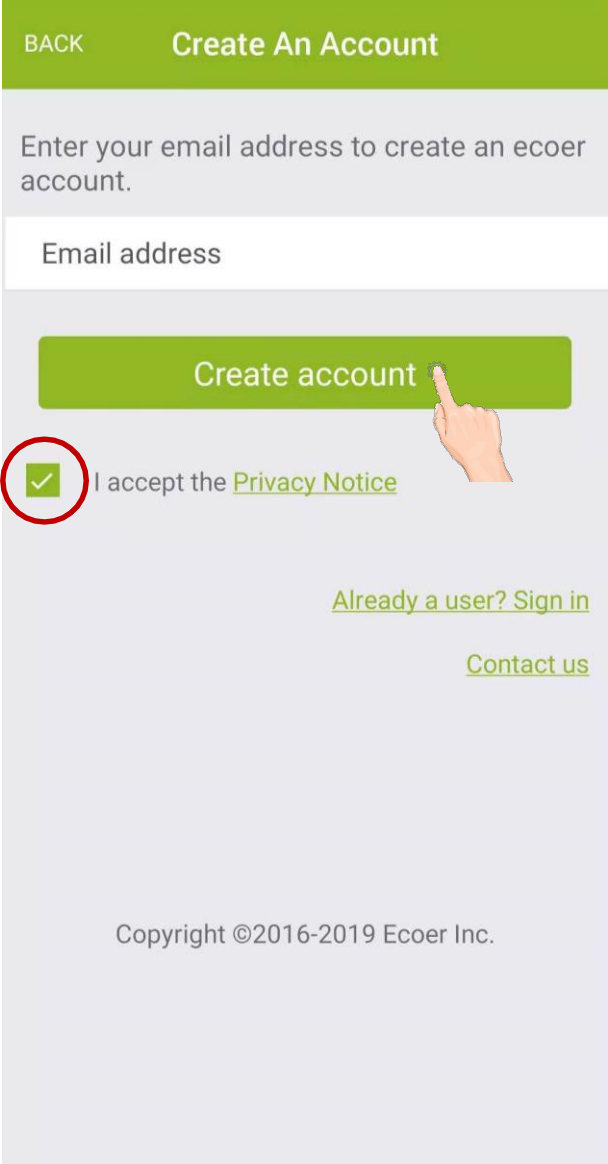 BACK Create An Account
Enter your email address to create an ecoer
account.
Email address
Create account
I accept the Privacy Notice
Already a user? Sign in
Contact us
Copyright ©2016-2019 Ecoer Inc.